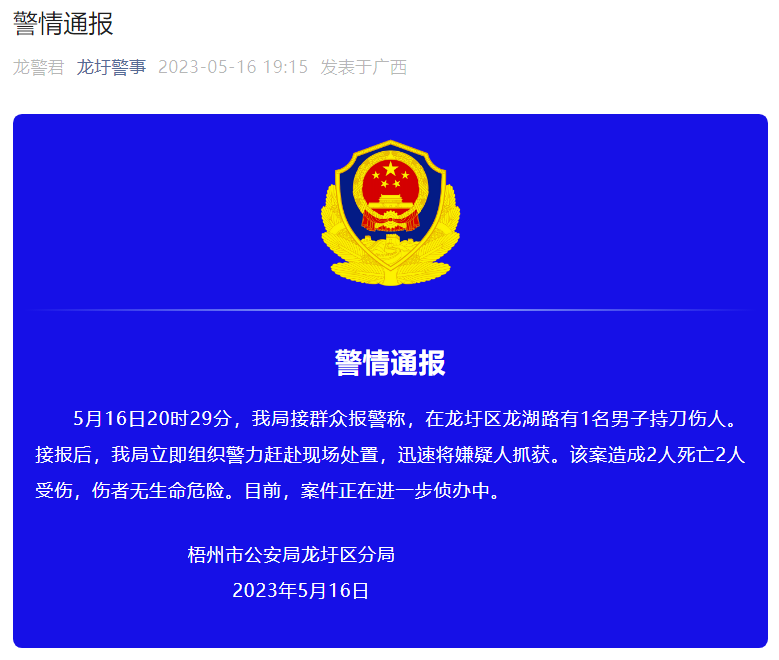 警情通报
龙警君 龙圩警事 2023-05-16 19:15 发表于广西
警情通报
5月16日20时29分，我局接群众报警称，在龙圩区龙湖路有1名男子持刀伤人。
接报后，我局立即组织警力赶赴现场处置，迅速将嫌疑人抓获。该案造成2人死亡2人
受伤，伤者无生命危险。目前，案件正在进一步侦办中。
梧州市公安局龙圩区分局
2023年5月16日